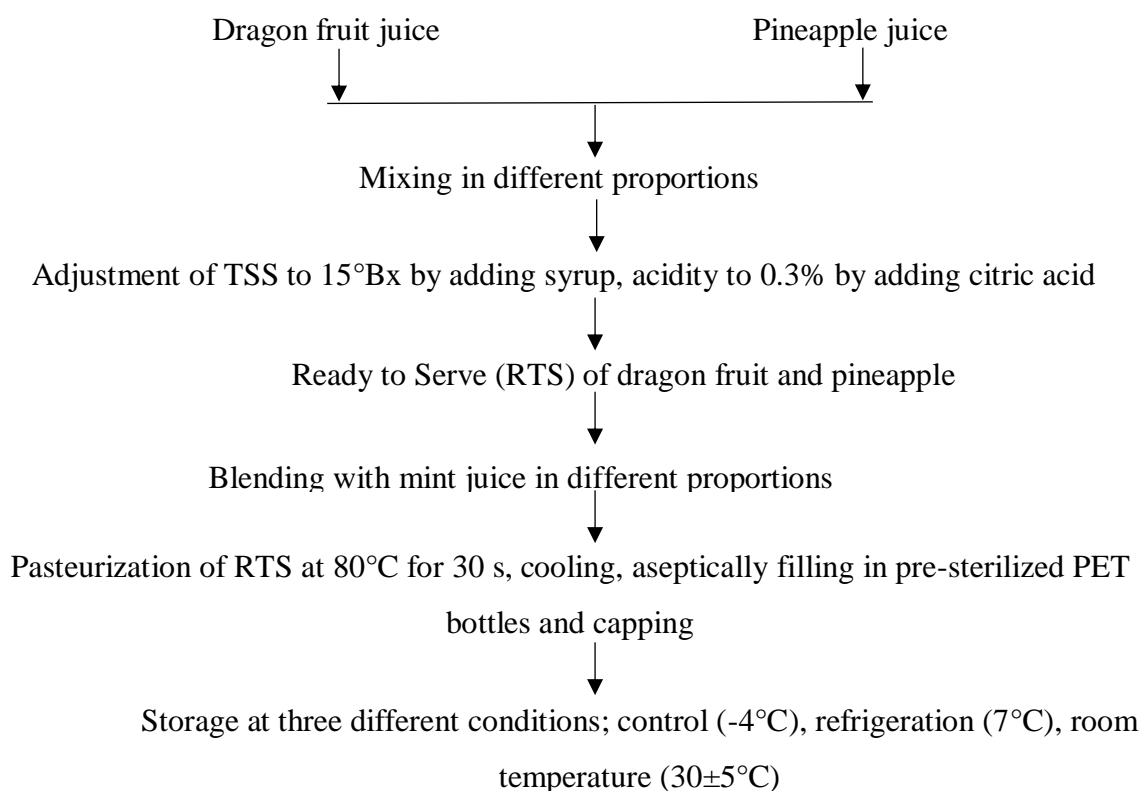 Dragon fruit juice
Pineapple juice
Mixing in different proportions
Adjustment of TSS to 15°Bx by adding syrup, acidity to 0.3% by adding citric acid
Ready to Serve (RTS) of dragon fruit and pineapple
Blending with mint juice in different proportions
Pasteurization of RTS at 80°C for 30 s, cooling, aseptically filling in pre-sterilized PET
bottles and capping
Storage at three different conditions; control (-4°C), refrigeration (7°C), room
temperature (30±5°C)